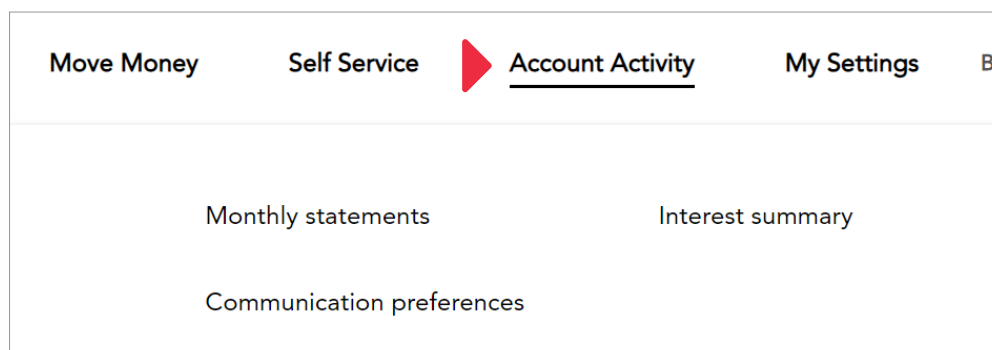 Move Money Self Service Account Activity My Settings
Monthly statements Interest summary
Communication preferences